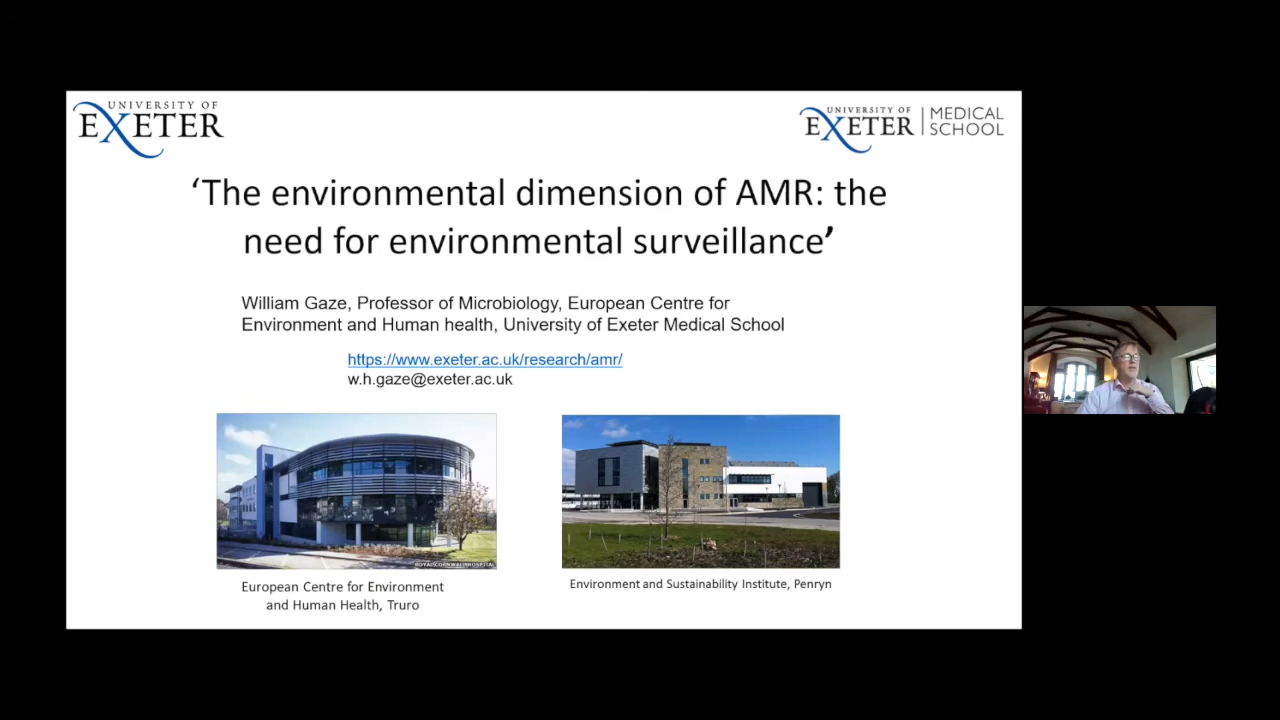 UNIVERSITY OF
EXETER
UNIVERSITY OF
EXETER
MEDICAL
SCHOOL
‘The environmental dimension of AMR: the
need for environmental surveillance’
William Gaze, Professor of Microbiology, European Centre for
Environment and Human health, University of Exeter Medical School
https://www.exeter.ac.uk/research/amr/
w.h.gaze@exeter.ac.uk
ROYALCORNWALLHOSPITAL
European Centre for Environment
and Human Health, Truro
Environment and Sustainability Institute, Penryn